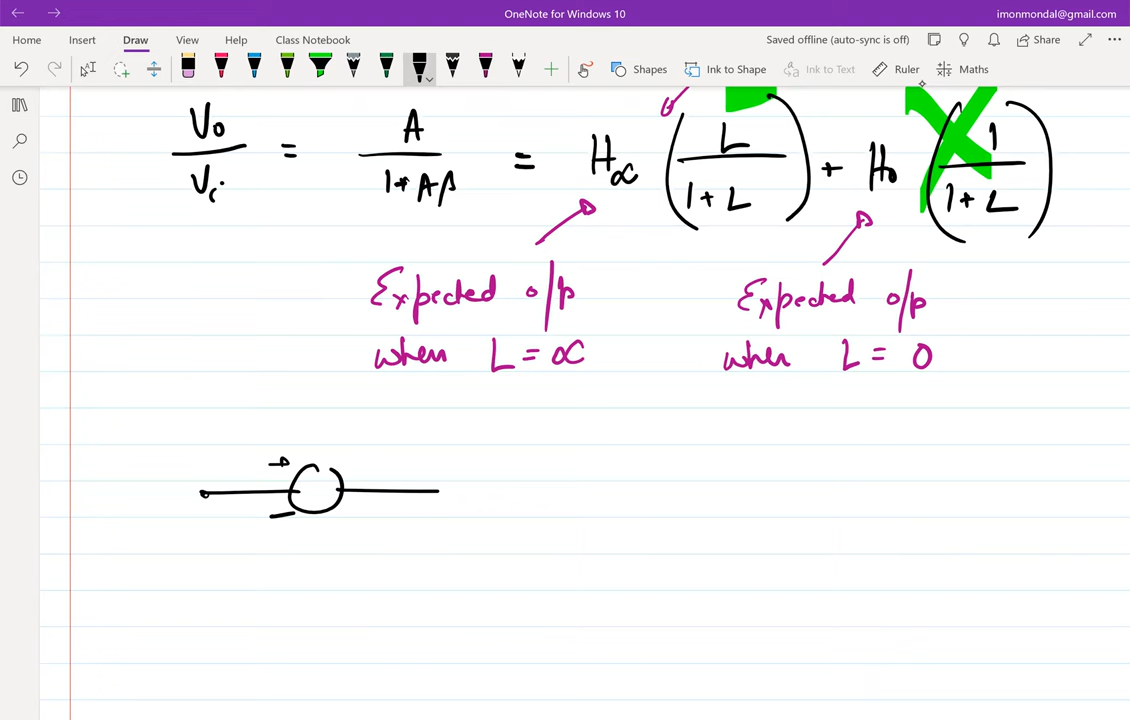 OneNote for Windows 10
imonmondal@gmail.com
Home Insert Draw View Help Class Notebook
Saved offline (auto-sync is off) Share
Shapes Ink to Shape Ink to Text Ruler Maths
Vo/Vi = A/(1+Aβ) = H∞ (L/(1+L)) + H0 (1/(1+L))
Expected o/p Expected o/p
when L = ∞ when L = 0